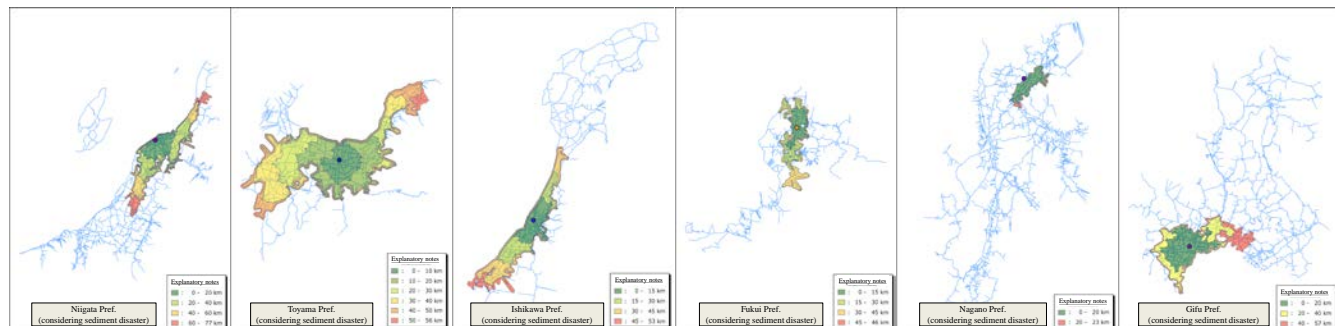 Explanatory notes
: 0 - 20 km
: 20 - 40 km
: 40 - 60 km
: 60 - 77 km
Niigata Pref.
(considering sediment disaster)
Explanatory notes
: 0 - 10 km
: 10 - 20 km
: 20 - 30 km
: 30 - 40 km
: 40 - 50 km
: 50 - 56 km
Toyama Pref.
(considering sediment disaster)
Explanatory notes
: 0 - 15 km
: 15 - 30 km
: 30 - 45 km
: 45 - 53 km
Ishikawa Pref.
(considering sediment disaster)
Explanatory notes
: 0 - 15 km
: 15 - 30 km
: 30 - 45 km
: 45 - 46 km
Fukui Pref.
(considering sediment disaster)
Explanatory notes
: 0 - 20 km
: 20 - 23 km
Nagano Pref.
(considering sediment disaster)
Explanatory notes
: 0 - 20 km
: 20 - 40 km
Gifu Pref.
(considering sediment disaster)